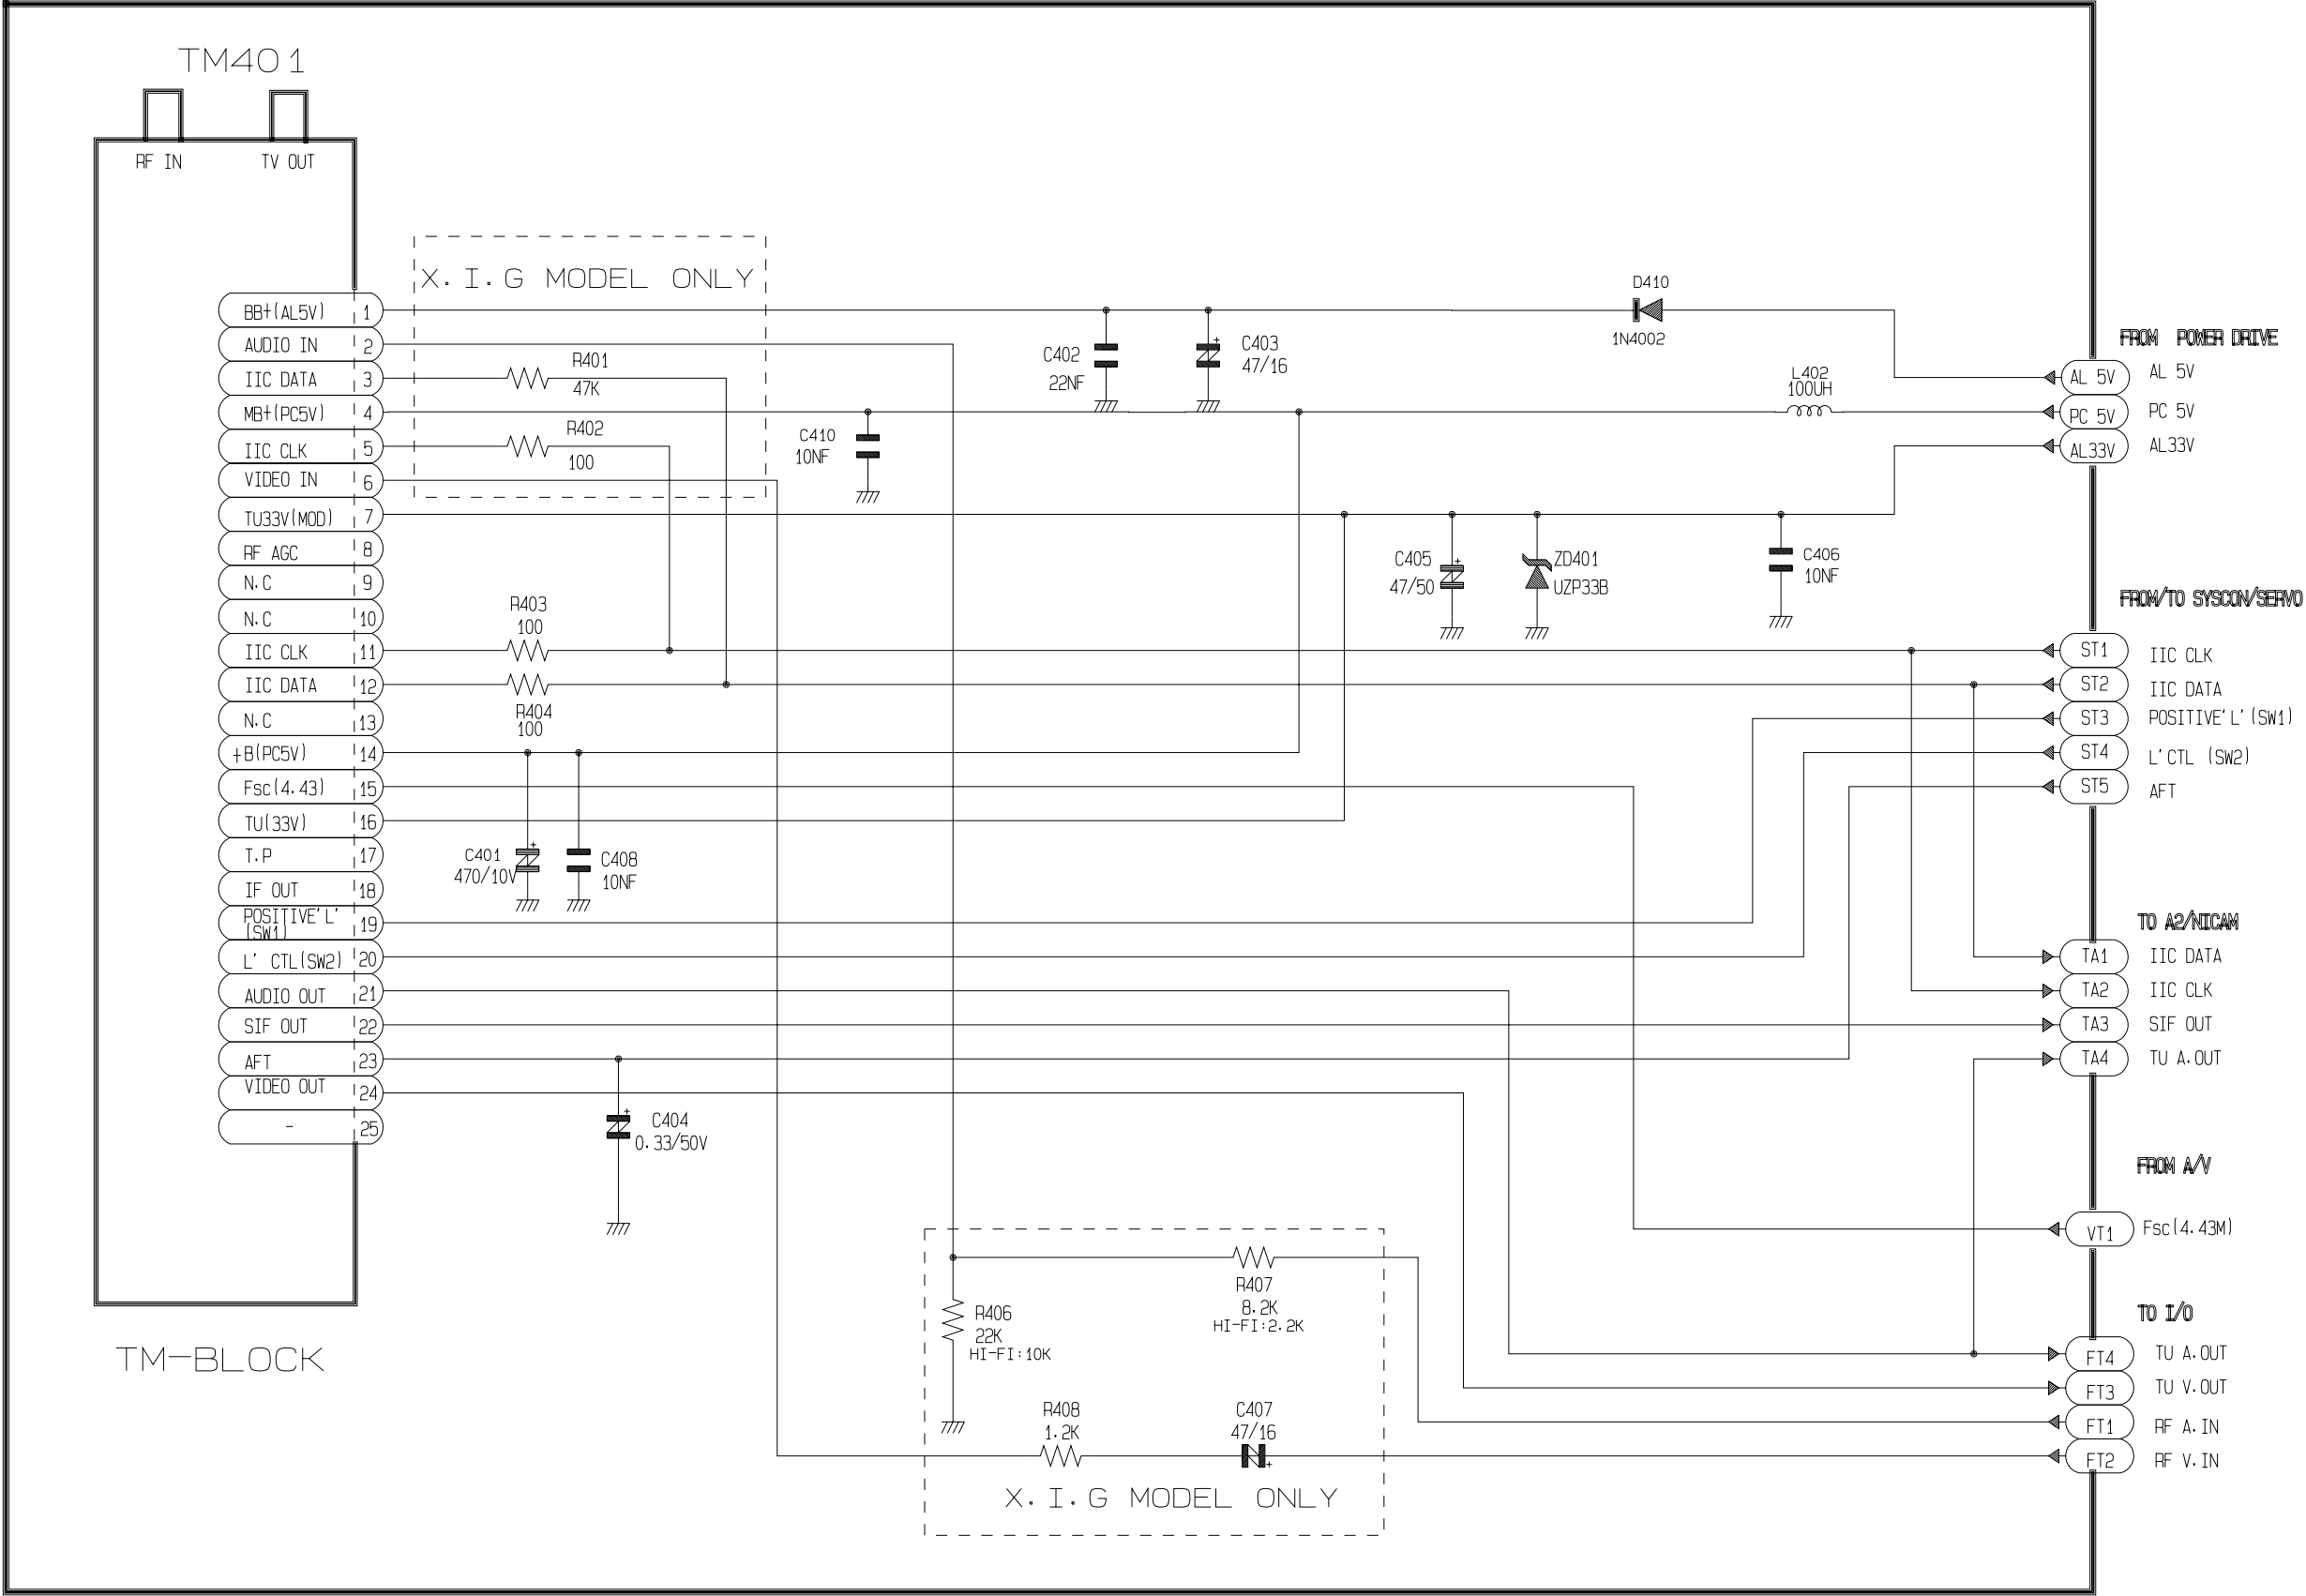 TM401
RF IN
TV OUT
X.I.G MODEL ONLY
BB+(AL5V) 1
AUDIO IN 2
IIC DATA 3
MB+(PC5V) 4
IIC CLK 5
VIDEO IN 6
TU33V(MOD) 7
RF AGC 8
N.C 9
N.C 10
IIC CLK 11
IIC DATA 12
N.C 13
+B(PC5V) 14
Fsc(4.43) 15
TU(33V) 16
T.P 17
IF OUT 18
POSITIVE'L'
(SW1) 19
L' CTL(SW2) 20
AUDIO OUT 21
SIF OUT 22
AFT 23
VIDEO OUT 24
- 25
TM-BLOCK
R401
47K
R402
100
R403
100
R404
100
C410
10NF
C402
22NF
+
C403
47/16
D410
1N4002
L402
100UH
C405
47/50
+
ZD401
UZP33B
C406
10NF
C401
470/10V
+
C408
10NF
+
C404
0.33/50V
R406
22K
HI-FI:10K
R407
8.2K
HI-FI:2.2K
R408
1.2K
C407
47/16
+
X.I.G MODEL ONLY
FROM POWER DRIVE
AL 5V AL 5V
PC 5V PC 5V
AL33V AL33V
FROM/TO SYSCON/SERVO
ST1 IIC CLK
ST2 IIC DATA
ST3 POSITIVE'L'(SW1)
ST4 L'CTL (SW2)
ST5 AFT
TO A2/NICAM
TA1 IIC DATA
TA2 IIC CLK
TA3 SIF OUT
TA4 TU A.OUT
FROM A/V
VT1 Fsc(4.43M)
TO I/O
FT4 TU A.OUT
FT3 TU V.OUT
FT1 RF A.IN
FT2 RF V.IN